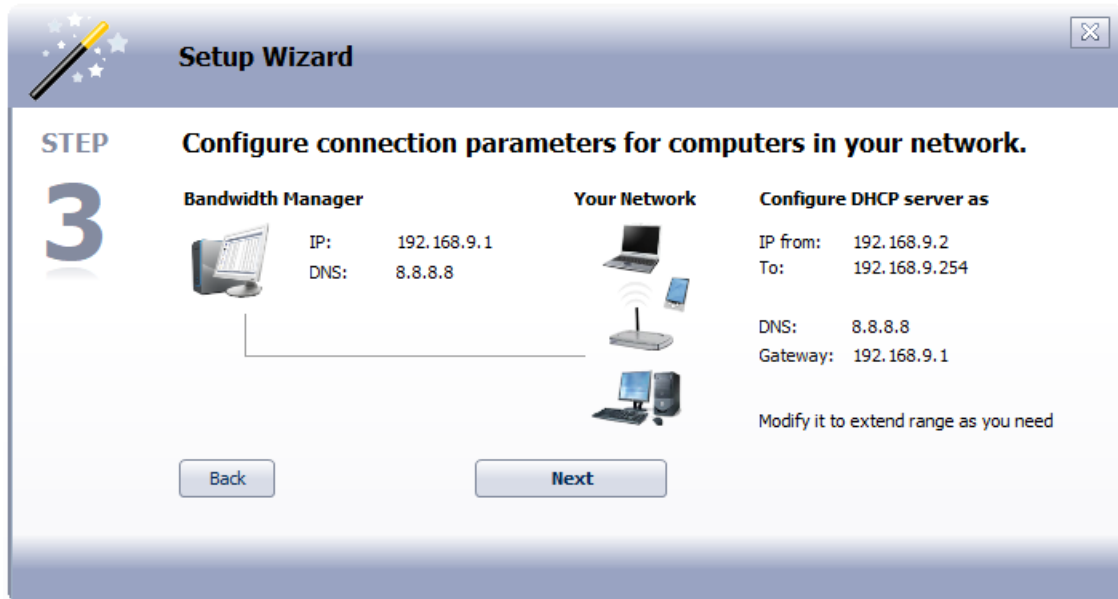 Setup Wizard
STEP
3
Configure connection parameters for computers in your network.
Bandwidth Manager
IP: 192.168.9.1
DNS: 8.8.8.8
Your Network
Configure DHCP server as
IP from: 192.168.9.2
To: 192.168.9.254
DNS: 8.8.8.8
Gateway: 192.168.9.1
Modify it to extend range as you need
Back
Next